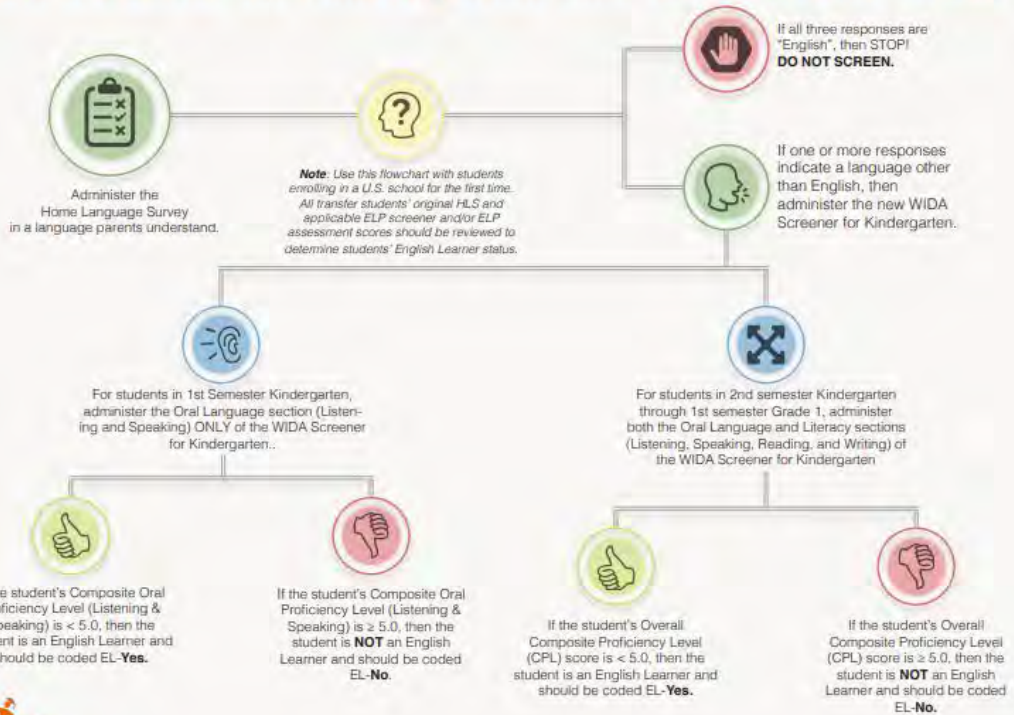 If all three responses are
"English", then STOP!
DO NOT SCREEN.
Administer the
Home Language Survey
in a language parents understand.
?
Note: Use this flowchart with students
enrolling in a U.S. school for the first time.
All transfer students' original HLS and
applicable ELP screener and/or ELP
assessment scores should be reviewed to
determine students' English Learner status.
If one or more responses
indicate a language other
than English, then
administer the new WIDA
Screener for Kindergarten.
For students in 1st Semester Kindergarten,
administer the Oral Language section (Listen-
ing and Speaking) ONLY of the WIDA Screener
for Kindergarten..
For students in 2nd semester Kindergarten
through 1st semester Grade 1, administer
both the Oral Language and Literacy sections
(Listening, Speaking, Reading, and Writing) of
the WIDA Screener for Kindergarten
student's Composite Oral
Level (Listening &
is < 5.0, then the
is an English Learner and
be coded EL-Yes.
If the student's Composite Oral
Proficiency Level (Listening &
Speaking) is ≥ 5.0, then the
student is NOT an English
Learner and should be coded
EL-No.
If the student's Overall
Composite Proficiency Level
(CPL) score is < 5.0, then the
student is an English Learner and
should be coded EL-Yes.
If the student's Overall
Composite Proficiency Level
(CPL) score is ≥ 5.0, then the
student is NOT an English
Learner and should be coded
EL-No.